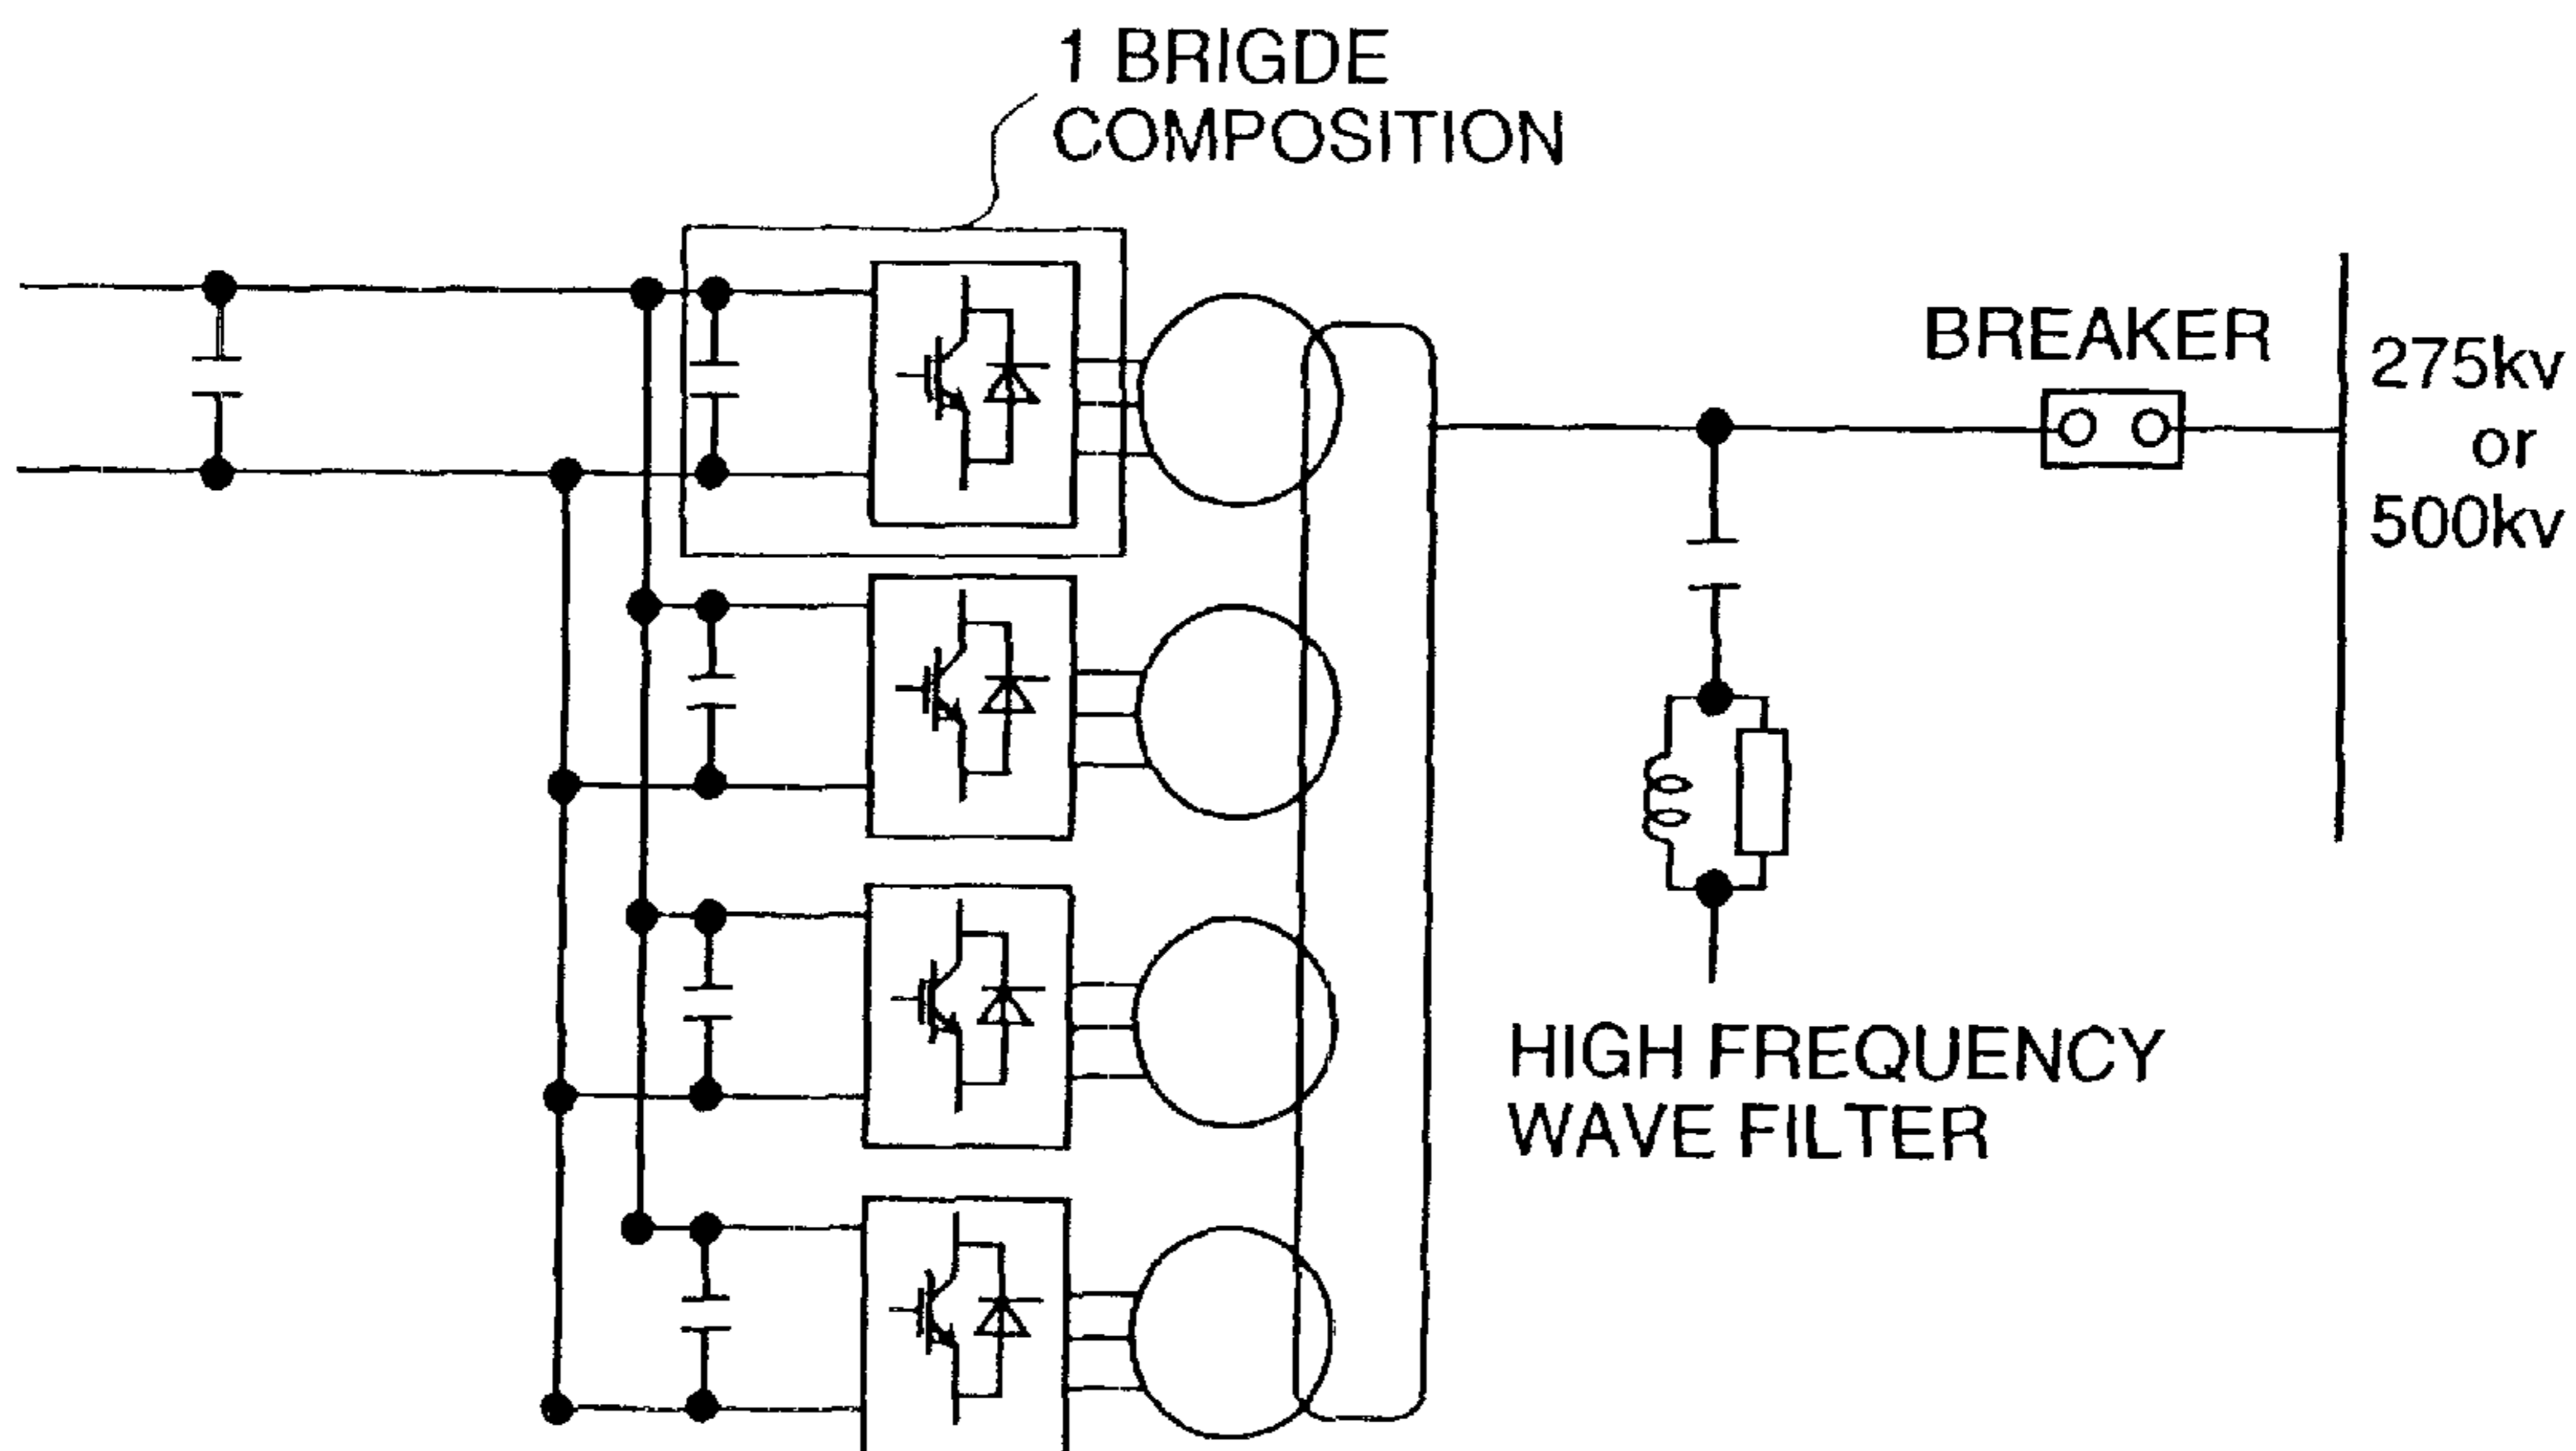 1 BRIGDE
COMPOSITION
BREAKER
275kv
or
500kv
HIGH FREQUENCY
WAVE FILTER